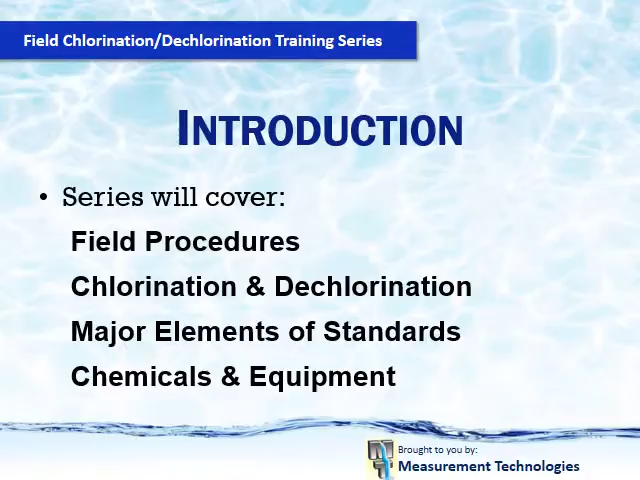 Field Chlorination/Dechlorination Training Series
INTRODUCTION
• Series will cover:
Field Procedures
Chlorination & Dechlorination
Major Elements of Standards
Chemicals & Equipment
Brought to you by:
Measurement Technologies